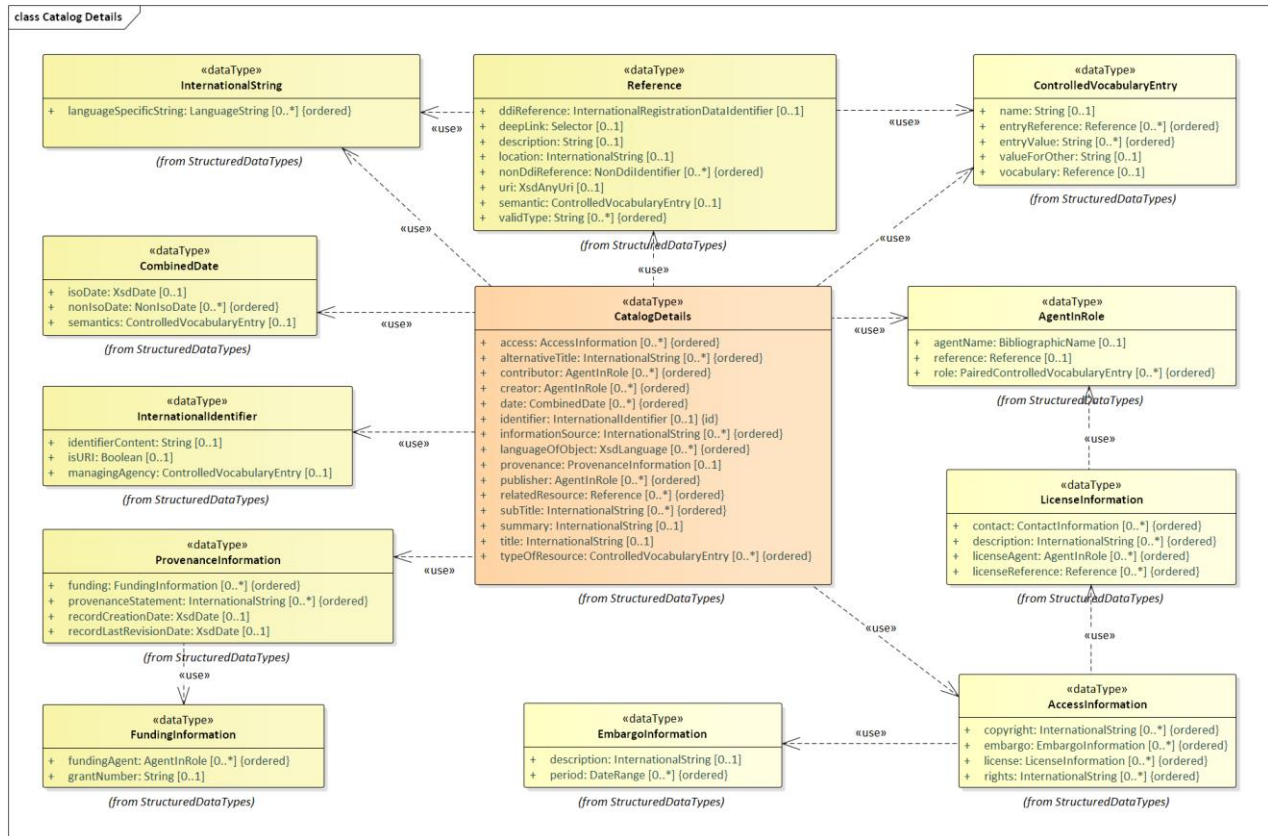 class Catalog Details
«dataType»
InternationalString
+ languageSpecificString: LanguageString [0..*] {ordered}
(from StructuredDataTypes)
«dataType»
Reference
+ ddiReference: InternationalRegistrationDataIdentifier [0..1]
+ deepLink: Selector [0..1]
+ description: String [0..1]
+ location: InternationalString [0..1]
+ nonDdiReference: NonDdiIdentifier [0..*] {ordered}
+ uri: XsdAnyUri [0..1]
+ semantic: ControlledVocabularyEntry [0..1]
+ validType: String [0..*] {ordered}
(from StructuredDataTypes)
«dataType»
ControlledVocabularyEntry
+ name: String [0..1]
+ entryReference: Reference [0..*] {ordered}
+ entryValue: String [0..*] {ordered}
+ valueForOther: String [0..1]
+ vocabulary: Reference [0..1]
(from StructuredDataTypes)
«use»
«use»
«use»
«use»
«use»
«dataType»
CombinedDate
+ isoDate: XsdDate [0..1]
+ nonIsoDate: NonIsoDate [0..*] {ordered}
+ semantics: ControlledVocabularyEntry [0..1]
(from StructuredDataTypes)
«use»
«dataType»
CatalogDetails
+ access: AccessInformation [0..*] {ordered}
+ alternativeTitle: InternationalString [0..*] {ordered}
+ contributor: AgentInRole [0..*] {ordered}
+ creator: AgentInRole [0..*] {ordered}
+ date: CombinedDate [0..*] {ordered}
+ identifier: InternationalIdentifier [0..1] {id}
+ informationSource: InternationalString [0..*] {ordered}
+ languageOfObject: XsdLanguage [0..*] {ordered}
+ provenance: ProvenanceInformation [0..1]
+ publisher: AgentInRole [0..*] {ordered}
+ relatedResource: Reference [0..*] {ordered}
+ subTitle: InternationalString [0..*] {ordered}
+ summary: InternationalString [0..1]
+ title: InternationalString [0..1]
+ typeOfResource: ControlledVocabularyEntry [0..*] {ordered}
(from StructuredDataTypes)
«use»
«dataType»
AgentInRole
+ agentName: BibliographicName [0..1]
+ reference: Reference [0..1]
+ role: PairedControlledVocabularyEntry [0..*] {ordered}
(from StructuredDataTypes)
«dataType»
InternationalIdentifier
+ identifierContent: String [0..1]
+ isURI: Boolean [0..1]
+ managingAgency: ControlledVocabularyEntry [0..1]
(from StructuredDataTypes)
«use»
«use»
«dataType»
LicenseInformation
+ contact: ContactInformation [0..*] {ordered}
+ description: InternationalString [0..*] {ordered}
+ licenseAgent: AgentInRole [0..*] {ordered}
+ licenseReference: Reference [0..*] {ordered}
(from StructuredDataTypes)
«dataType»
ProvenanceInformation
+ funding: FundingInformation [0..*] {ordered}
+ provenanceStatement: InternationalString [0..*] {ordered}
+ recordCreationDate: XsdDate [0..1]
+ recordLastRevisionDate: XsdDate [0..1]
(from StructuredDataTypes)
«use»
«use»
«use»
«use»
«dataType»
FundingInformation
+ fundingAgent: AgentInRole [0..*] {ordered}
+ grantNumber: String [0..1]
(from StructuredDataTypes)
«dataType»
EmbargoInformation
+ description: InternationalString [0..1]
+ period: DateRange [0..*] {ordered}
(from StructuredDataTypes)
«use»
«dataType»
AccessInformation
+ copyright: InternationalString [0..*] {ordered}
+ embargo: EmbargoInformation [0..*] {ordered}
+ license: LicenseInformation [0..*] {ordered}
+ rights: InternationalString [0..*] {ordered}
(from StructuredDataTypes)